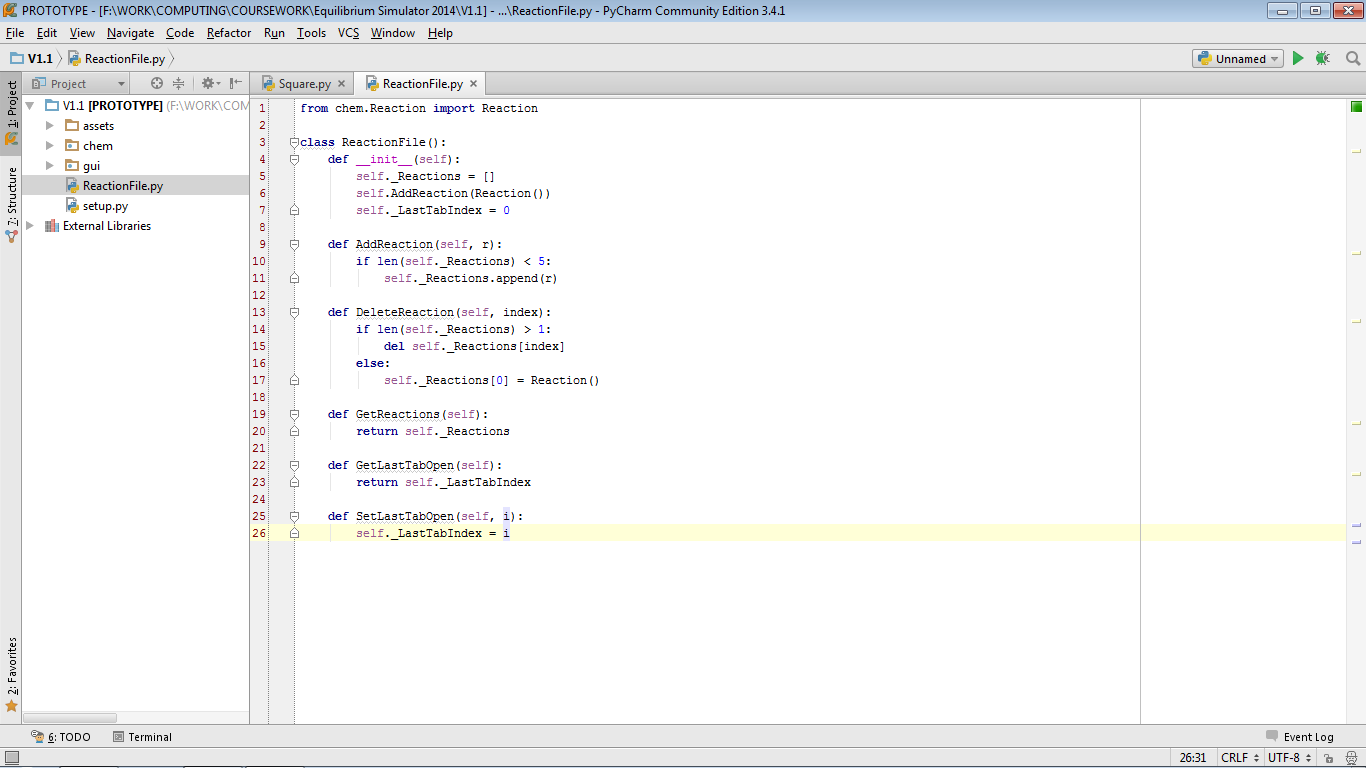 PROTOTYPE - [F:\WORK\COMPUTING\COURSEWORK\Equilibrium Simulator 2014\V1.1] - ...\ReactionFile.py - PyCharm Community Edition 3.4.1
File Edit View Navigate Code Refactor Run Tools VCS Window Help
V1.1 ReactionFile.py Unnamed
Project
Square.py ReactionFile.py
1: Project
7: Structure
2: Favorites
V1.1 [PROTOTYPE] (F:\WORK\COM
assets
chem
gui
ReactionFile.py
setup.py
External Libraries
1 from chem.Reaction import Reaction
2
3 class ReactionFile():
4     def __init__(self):
5         self._Reactions = []
6         self.AddReaction(Reaction())
7         self._LastTabIndex = 0
8
9     def AddReaction(self, r):
10         if len(self._Reactions) < 5:
11             self._Reactions.append(r)
12
13     def DeleteReaction(self, index):
14         if len(self._Reactions) > 1:
15             del self._Reactions[index]
16         else:
17             self._Reactions[0] = Reaction()
18
19     def GetReactions(self):
20         return self._Reactions
21
22     def GetLastTabOpen(self):
23         return self._LastTabIndex
24
25     def SetLastTabOpen(self, i):
26         self._LastTabIndex = i
6: TODO Terminal Event Log
26:31 CRLF UTF-8